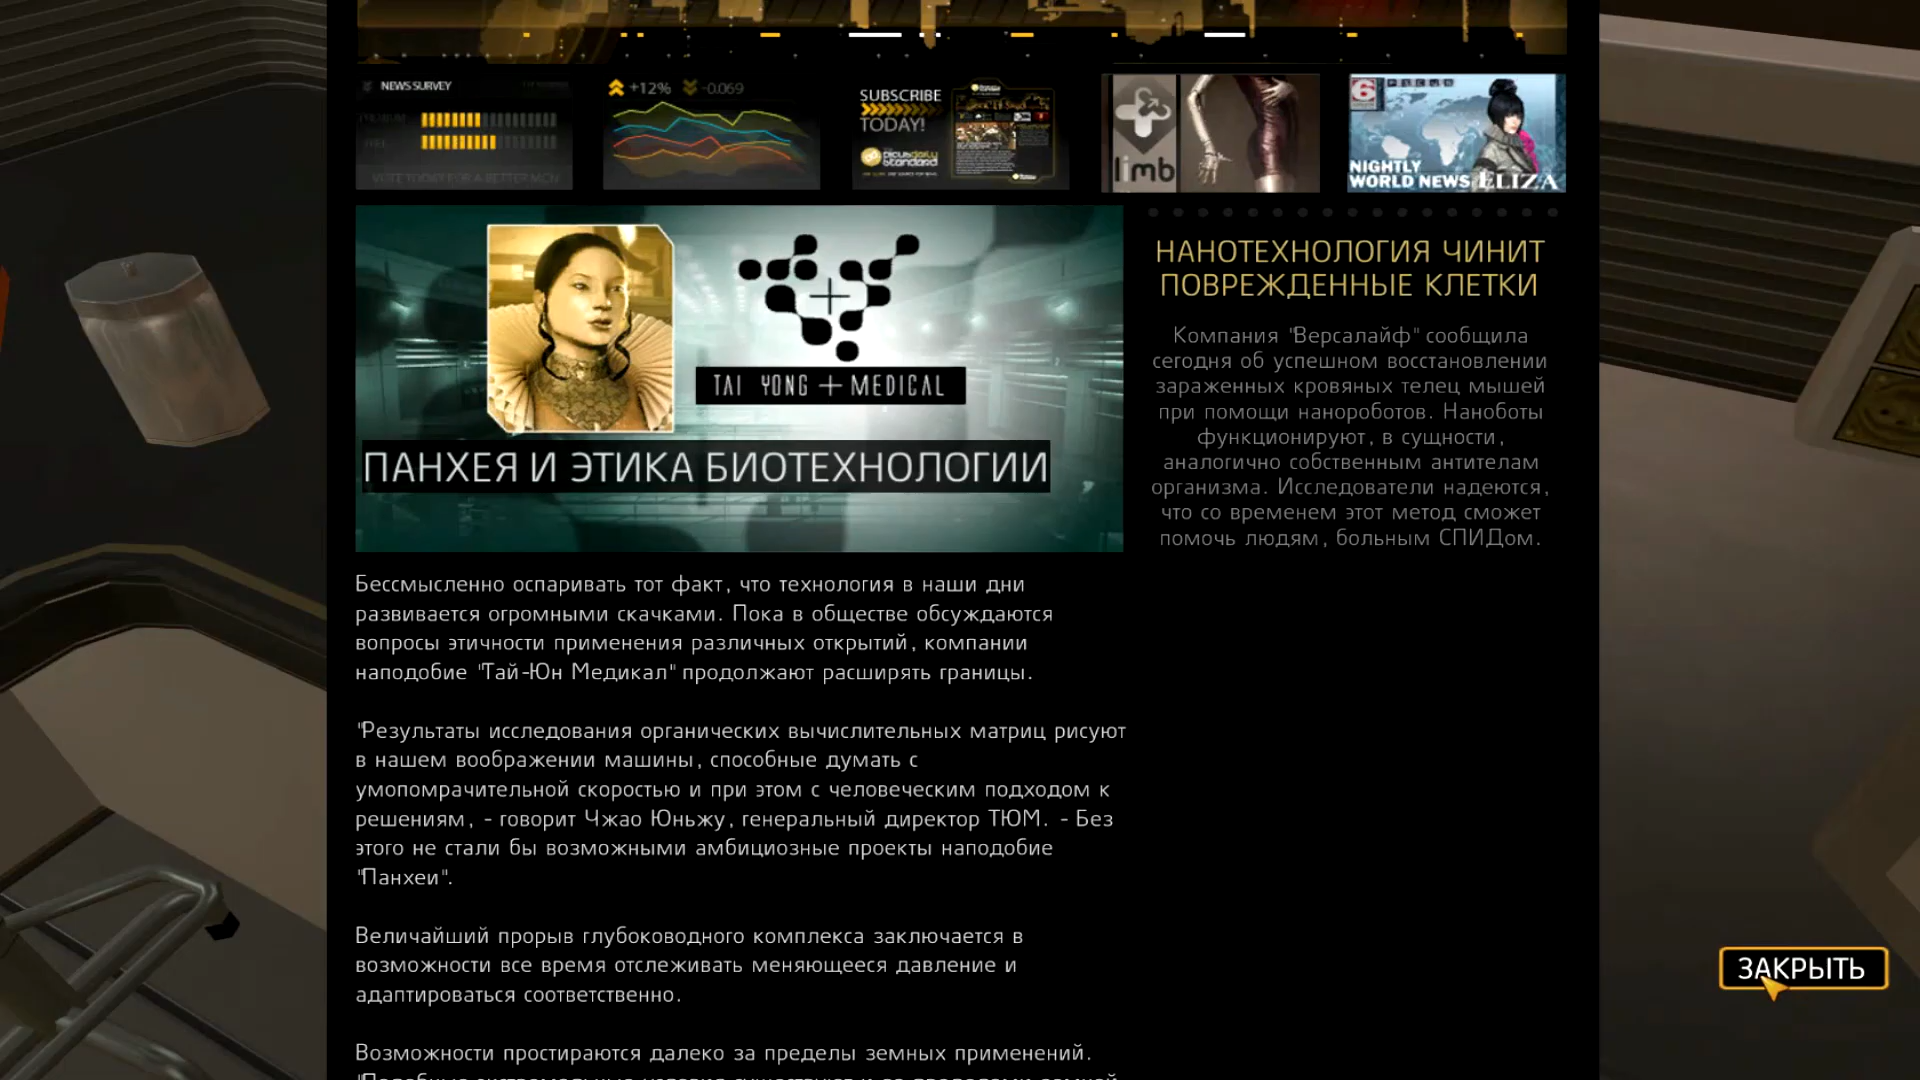 NEWS SURVEY
+12% -0.069
SUBSCRIBE
TODAY!
picusdaily
standard
limb
6 PICUS
NIGHTLY
WORLD NEWS ELIZA
TAI YONG + MEDICAL
ПАНХЕЯ И ЭТИКА БИОТЕХНОЛОГИИ
Бессмысленно оспаривать тот факт, что технология в наши дни
развивается огромными скачками. Пока в обществе обсуждаются
вопросы этичности применения различных открытий, компании
наподобие "Тай-Юн Медикал" продолжают расширять границы.
"Результаты исследования органических вычислительных матриц рисуют
в нашем воображении машины, способные думать с
умопомрачительной скоростью и при этом с человеческим подходом к
решениям, - говорит Чжао Юньжу, генеральный директор ТЮМ. - Без
этого не стали бы возможными амбициозные проекты наподобие
"Панхеи".
Величайший прорыв глубоководного комплекса заключается в
возможности все время отслеживать меняющееся давление и
адаптироваться соответственно.
Возможности простираются далеко за пределы земных применений.
НАНОТЕХНОЛОГИЯ ЧИНИТ
ПОВРЕЖДЕННЫЕ КЛЕТКИ
Компания "Версалайф" сообщила
сегодня об успешном восстановлении
зараженных кровяных телец мышей
при помощи нанороботов. Наноботы
функционируют, в сущности,
аналогично собственным антителам
организма. Исследователи надеются,
что со временем этот метод сможет
помочь людям, больным СПИДом.
ЗАКРЫТЬ